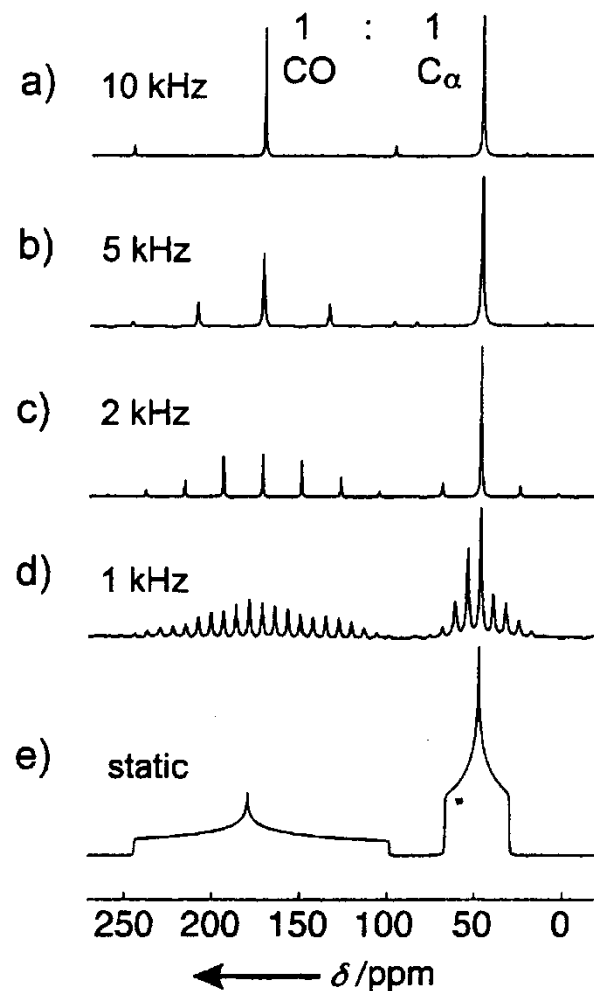 1 : 1
CO Cα
a) 10 kHz
b) 5 kHz
c) 2 kHz
d) 1 kHz
e) static
250 200 150 100 50 0
δ /ppm